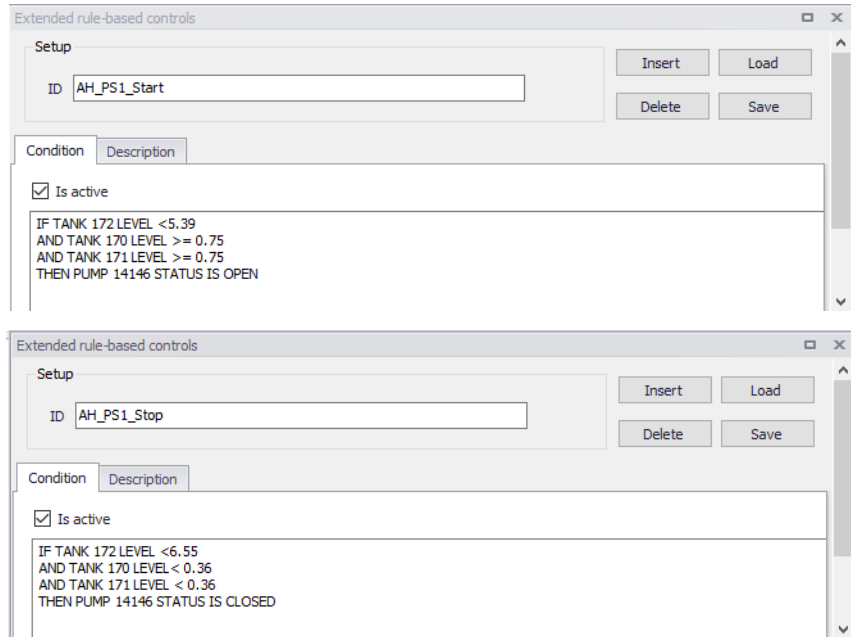 Extended rule-based controls
Setup
Insert Load
ID AH_PS1_Start
Delete Save
Condition Description
Is active
IF TANK 172 LEVEL <5.39
AND TANK 170 LEVEL >= 0.75
AND TANK 171 LEVEL >= 0.75
THEN PUMP 14146 STATUS IS OPEN
Extended rule-based controls
Setup
Insert Load
ID AH_PS1_Stop
Delete Save
Condition Description
Is active
IF TANK 172 LEVEL <6.55
AND TANK 170 LEVEL< 0.36
AND TANK 171 LEVEL < 0.36
THEN PUMP 14146 STATUS IS CLOSED